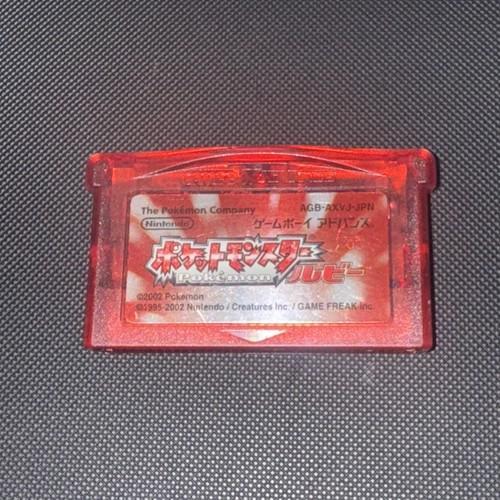 The Pokémon Company
AGB-AXVJ-JPN
Nintendo
ゲームボーイ アドバンス
ポケットモンスター
Pokémon
ルビー
©2002 Pokémon
©1995-2002 Nintendo / Creatures Inc. / GAME FREAK inc.